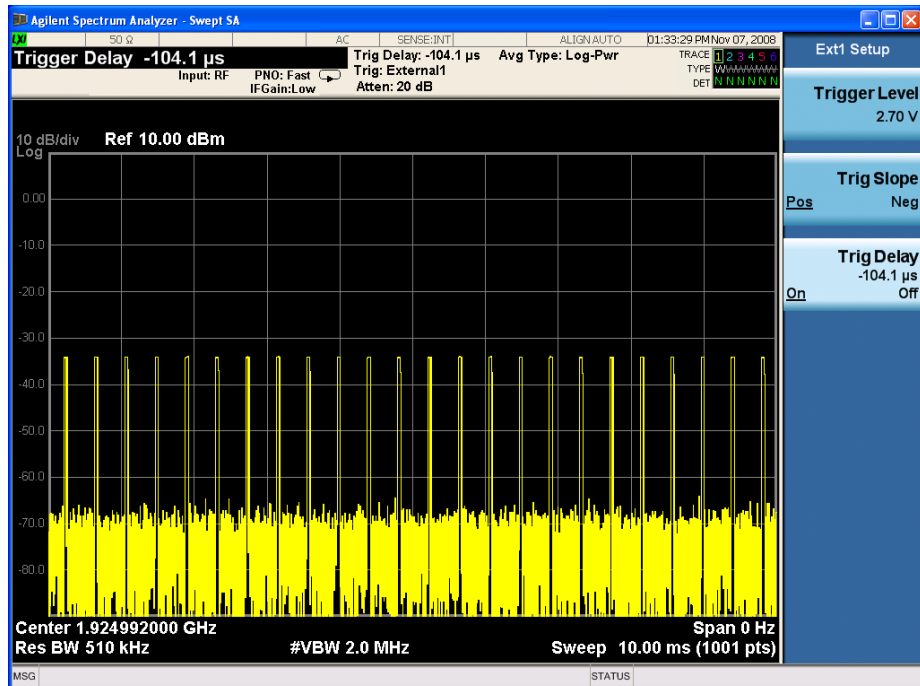 Agilent Spectrum Analyzer - Swept SA
LXI 50 Ω AC SENSE:INT ALIGN AUTO 01:33:29 PM Nov 07, 2008
Trigger Delay -104.1 µs
Input: RF PNO: Fast
IFGain:Low
Trig Delay: -104.1 µs
Trig: External1
Atten: 20 dB
Avg Type: Log-Pwr
TRACE 1 2 3 4 5 6
TYPE
DET N N N N N N
10 dB/div Ref 10.00 dBm
Log
0.00
-10.0
-20.0
-30.0
-40.0
-50.0
-60.0
-70.0
-80.0
Center 1.924992000 GHz Span 0 Hz
Res BW 510 kHz #VBW 2.0 MHz Sweep 10.00 ms (1001 pts)
MSG STATUS
Ext1 Setup
Trigger Level
2.70 V
Trig Slope
Pos Neg
Trig Delay
-104.1 µs
On Off